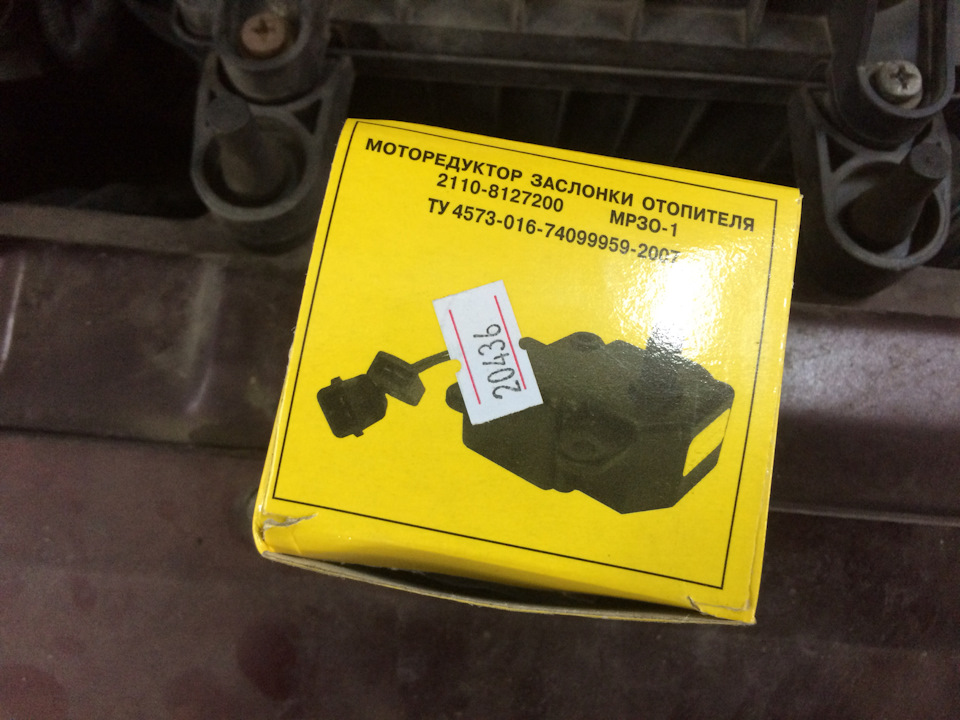 МОТОРЕДУКТОР ЗАСЛОНКИ ОТОПИТЕЛЯ
2110-8127200 МРЗО-1
ТУ 4573-016-74099959-2007
20436